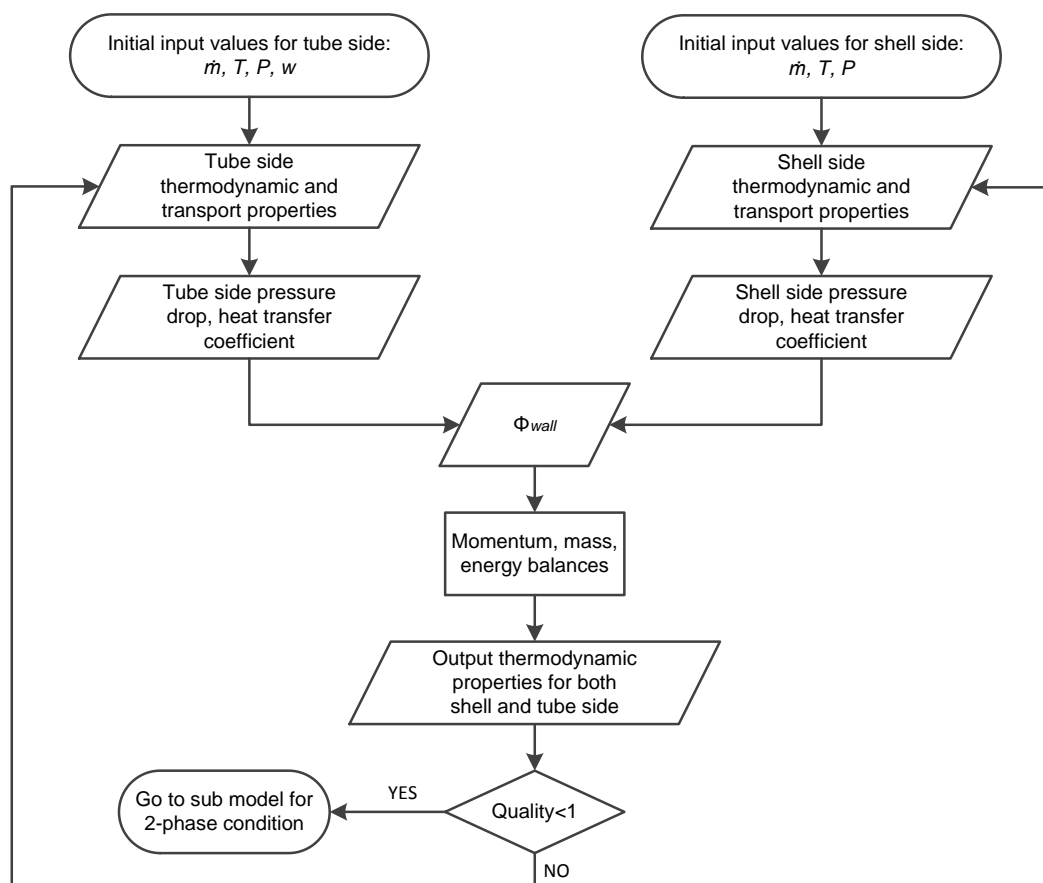 Initial input values for tube side:
ṁ, T, P, w
Initial input values for shell side:
ṁ, T, P
Tube side
thermodynamic and
transport properties
Shell side
thermodynamic and
transport properties
Tube side pressure
drop, heat transfer
coefficient
Shell side pressure
drop, heat transfer
coefficient
Φwall
Momentum, mass,
energy balances
Output thermodynamic
properties for both
shell and tube side
Go to sub model for
2-phase condition
YES
Quality<1
NO